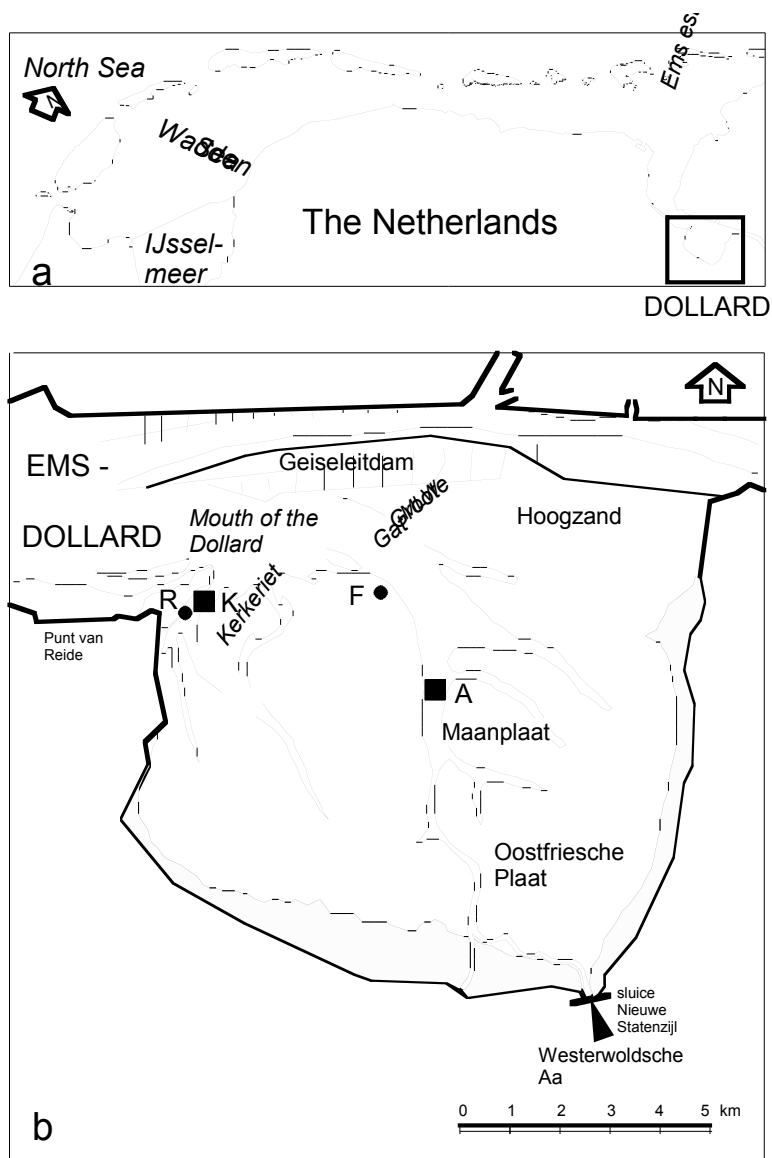 North Sea
Ems es
N
Wadden
Sea
The Netherlands
IJssel-
meer
a
DOLLARD
N
EMS -
Geiseleitdam
Groote
Gat
Hoogzand
DOLLARD
Mouth of the
Dollard
R
K
Kerkeriet
F
Punt van
Reide
A
Maanplaat
Oostfriesche
Plaat
sluice
Nieuwe
Statenzijl
Westerwoldsche
Aa
0 1 2 3 4 5 km
b